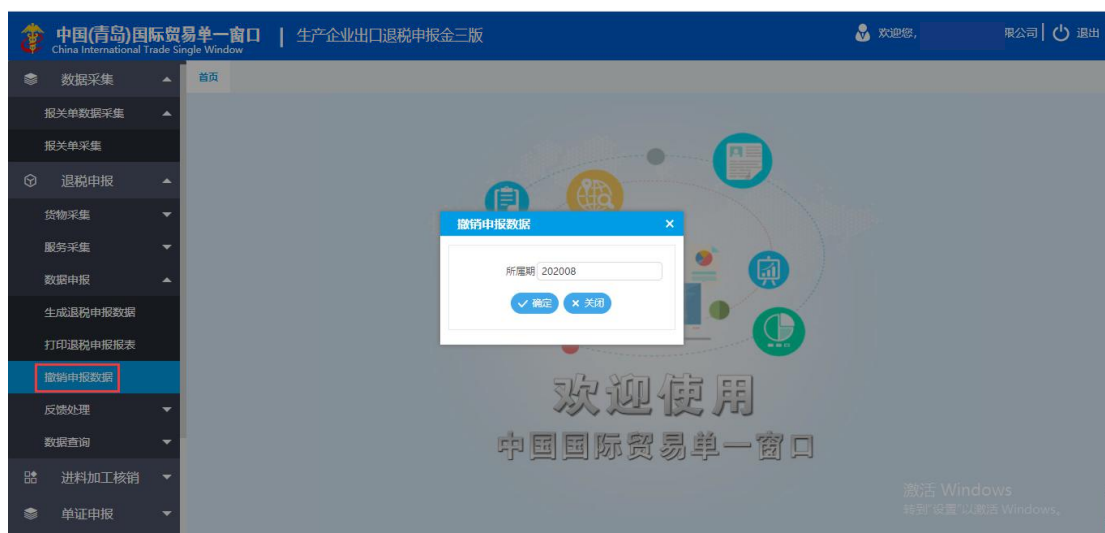 中国(青岛)国际贸易单一窗口 | 生产企业出口退税申报金三版
China International Trade Single Window
欢迎您, 限公司 退出
数据采集
首页
报关单数据采集
报关单采集
退税申报
货物采集
服务采集
数据申报
生成退税申报数据
打印退税申报报表
撤销申报数据
反馈处理
数据查询
进料加工核销
单证申报
撤销申报数据
所属期 202008
确定 关闭
欢迎使用
中国国际贸易单一窗口
激活 Windows
转到"设置"以激活 Windows。